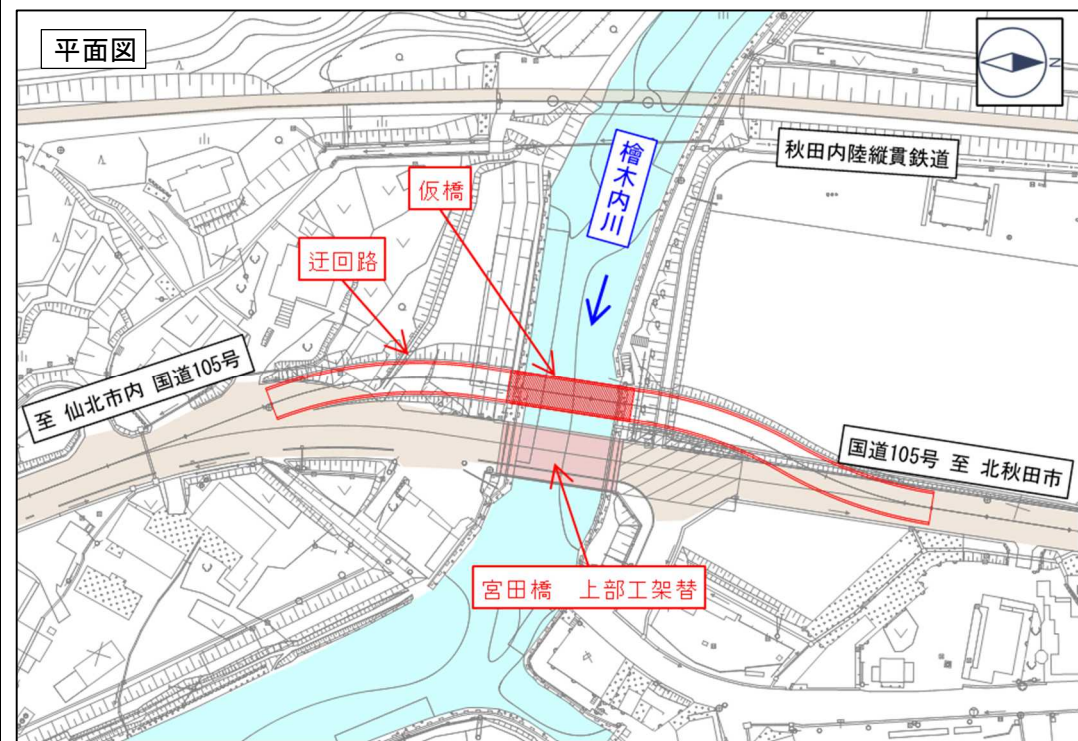 平面図
N
秋田内陸縦貫鉄道
檜木内川
仮橋
迂回路
至 仙北市内 国道105号
国道105号 至 北秋田市
宮田橋 上部工架替